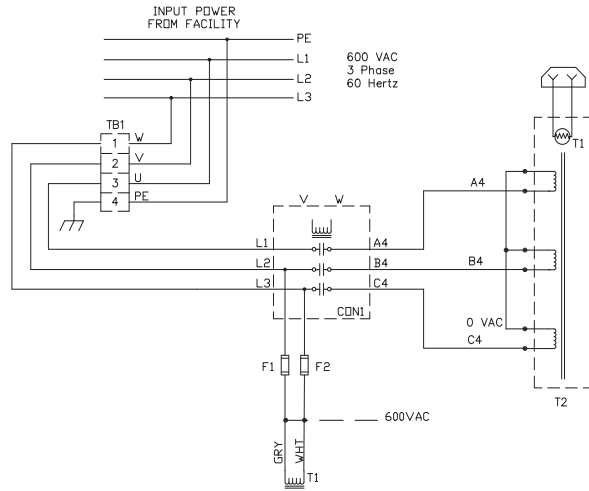 INPUT POWER
FROM FACILITY
PE
L1
L2
L3
600 VAC
3 Phase
60 Hertz
TB1
1 W
2 V
3 U
4 PE
T1
V W
A4
L1 A4
L2 B4 B4
L3 C4
CON1
0 VAC
C4
F1 F2
T2
600VAC
GRY
WHT
T1